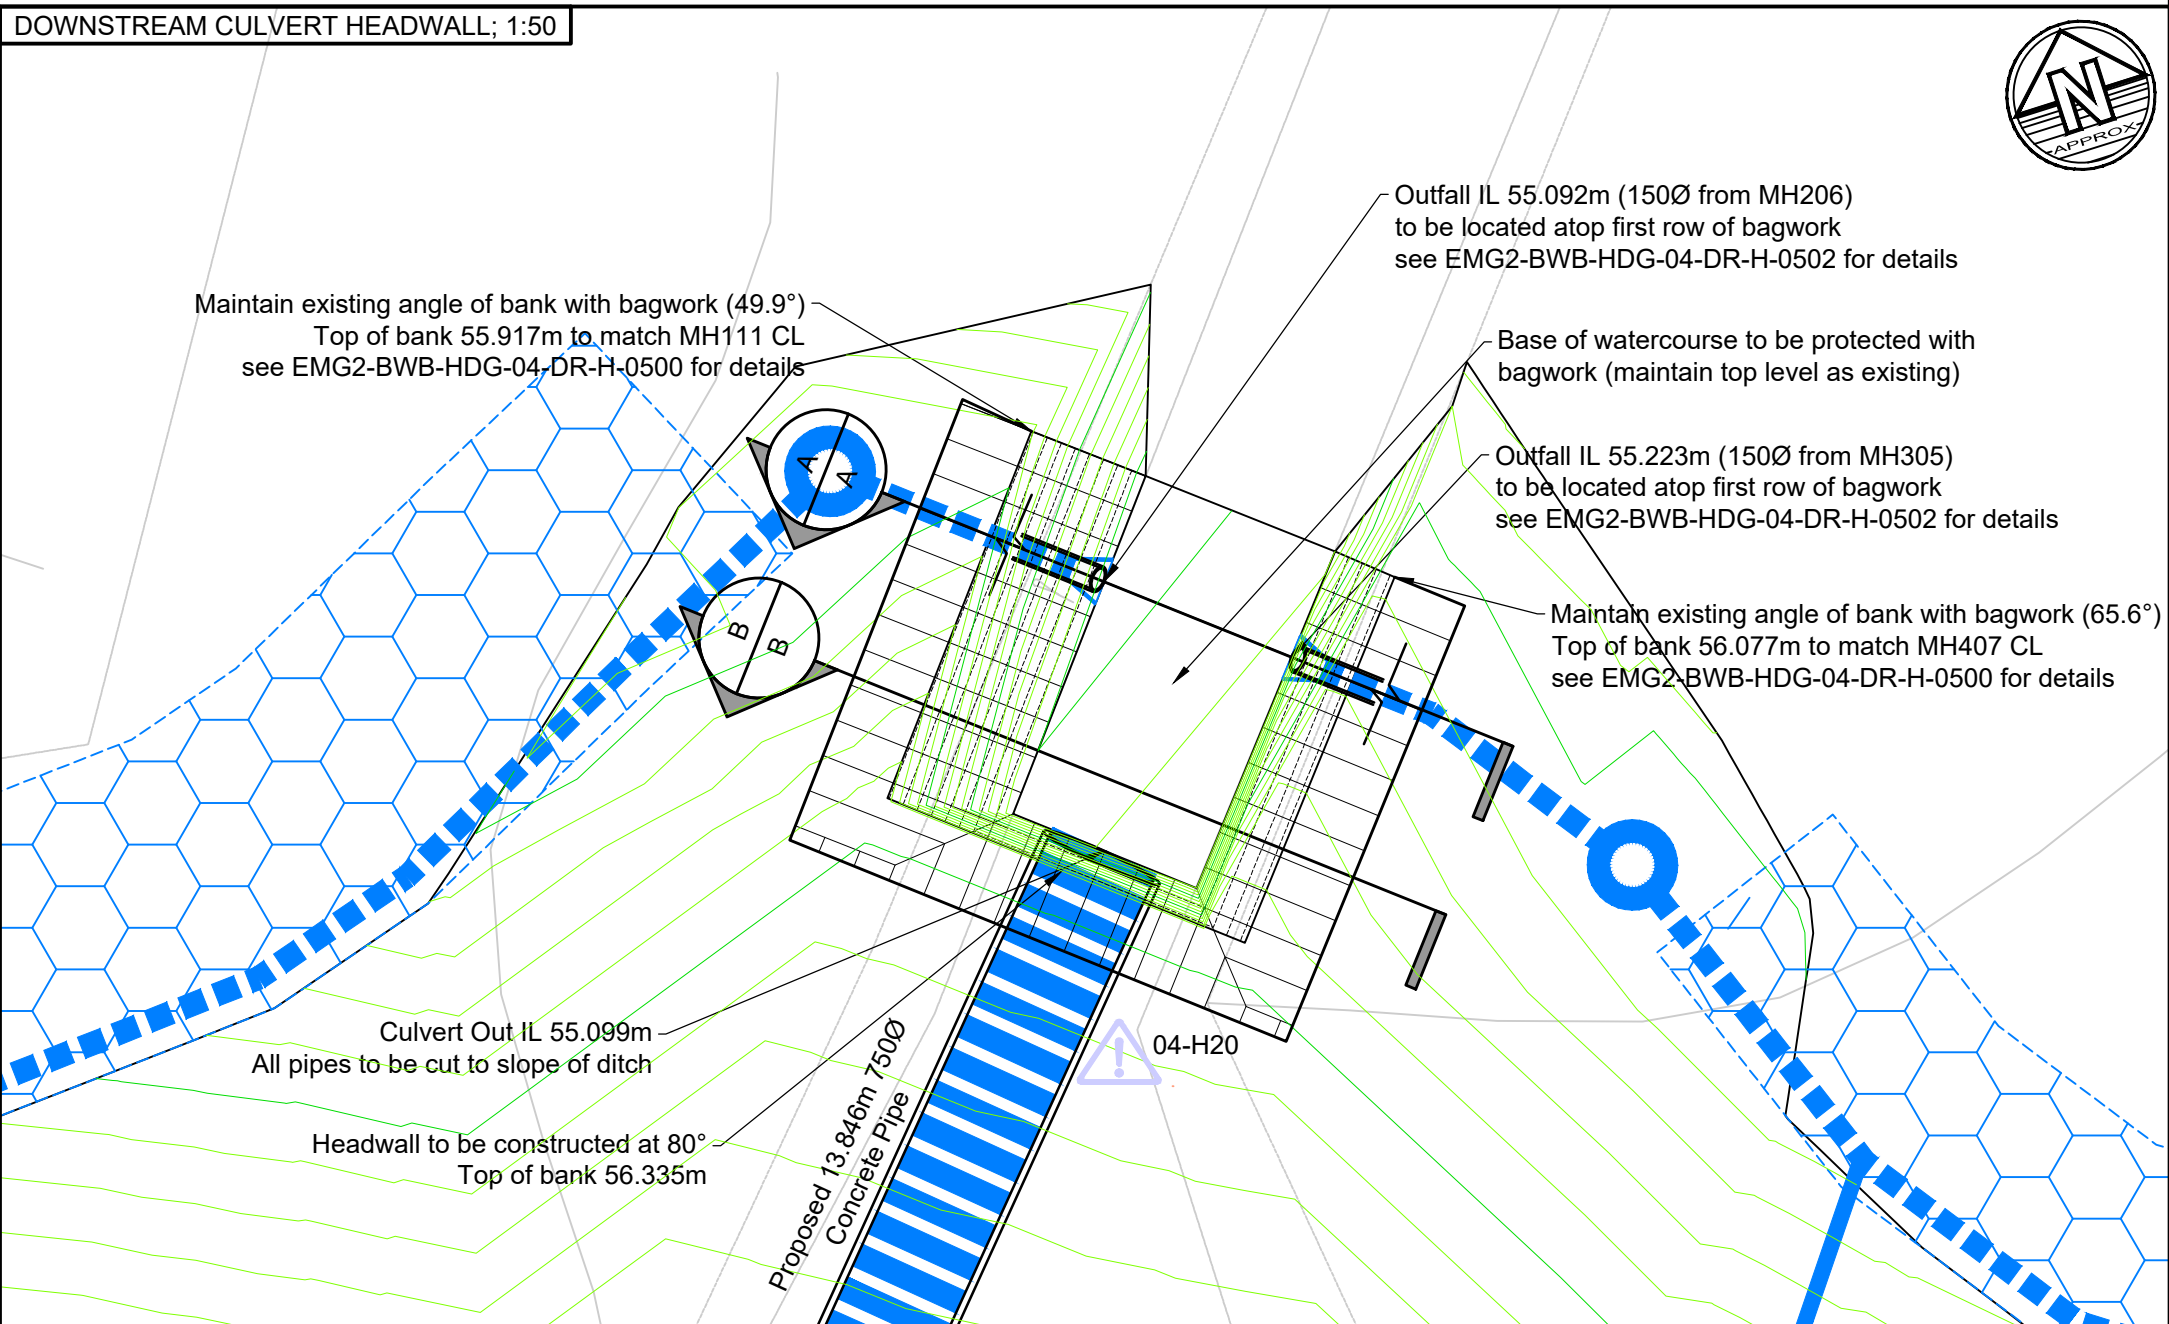 DOWNSTREAM CULVERT HEADWALL; 1:50
N
APPROX
Outfall IL 55.092m (150Ø from MH206)
to be located atop first row of bagwork
see EMG2-BWB-HDG-04-DR-H-0502 for details
Maintain existing angle of bank with bagwork (49.9°)
Top of bank 55.917m to match MH111 CL
see EMG2-BWB-HDG-04-DR-H-0500 for details
Base of watercourse to be protected with
bagwork (maintain top level as existing)
A
A
Outfall IL 55.223m (150Ø from MH305)
to be located atop first row of bagwork
see EMG2-BWB-HDG-04-DR-H-0502 for details
B
B
Maintain existing angle of bank with bagwork (65.6°)
Top of bank 56.077m to match MH407 CL
see EMG2-BWB-HDG-04-DR-H-0500 for details
Culvert Out IL 55.099m
All pipes to be cut to slope of ditch
04-H20
Headwall to be constructed at 80°
Top of bank 56.335m
Proposed 13.846m 750Ø
Concrete Pipe